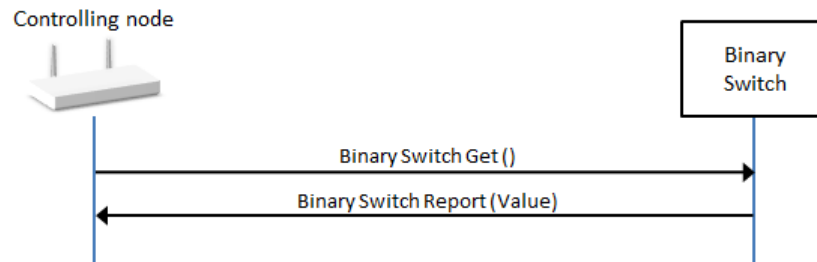 Controlling node
Binary
Switch
Binary Switch Get ()
Binary Switch Report (Value)